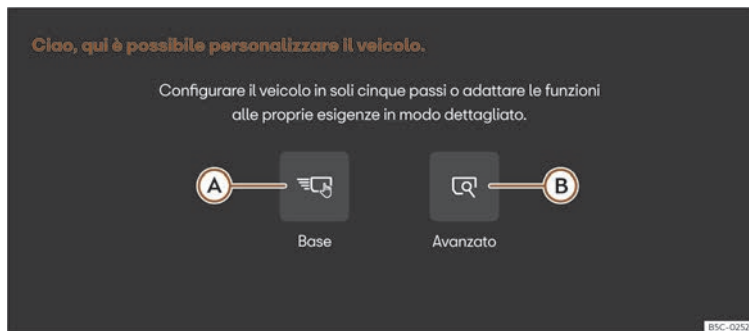 Ciao, qui è possibile personalizzare il veicolo.
Configurare il veicolo in soli cinque passi o adattare le funzioni
alle proprie esigenze in modo dettagliato.
A
B
Base
Avanzato
B5C-0252